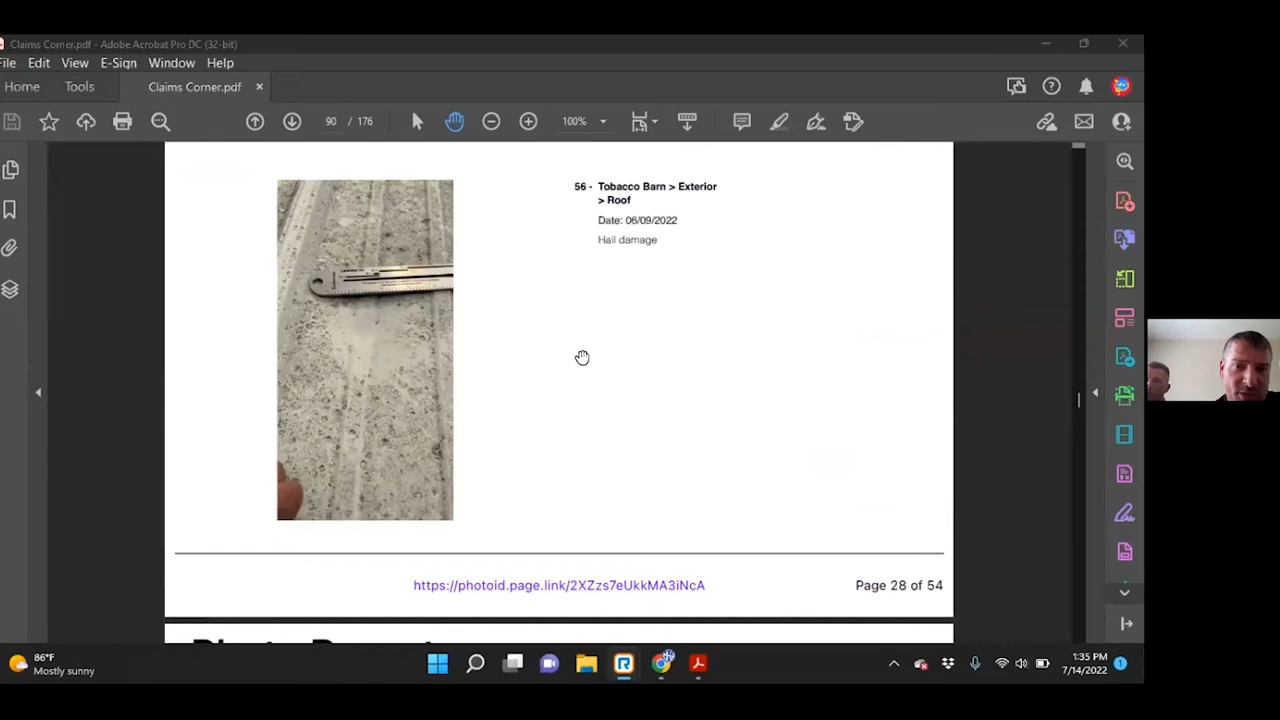 Claims Corner.pdf - Adobe Acrobat Pro DC (32-bit)
File Edit View E-Sign Window Help
Home Tools Claims Corner.pdf ×
90 / 176 100%
56 - Tobacco Barn > Exterior
> Roof
Date: 06/09/2022
Hail damage
https://photoid.page.link/2XZzs7eUkkMA3iNcA
Page 28 of 54
86°F
Mostly sunny
1:35 PM
7/14/2022 1